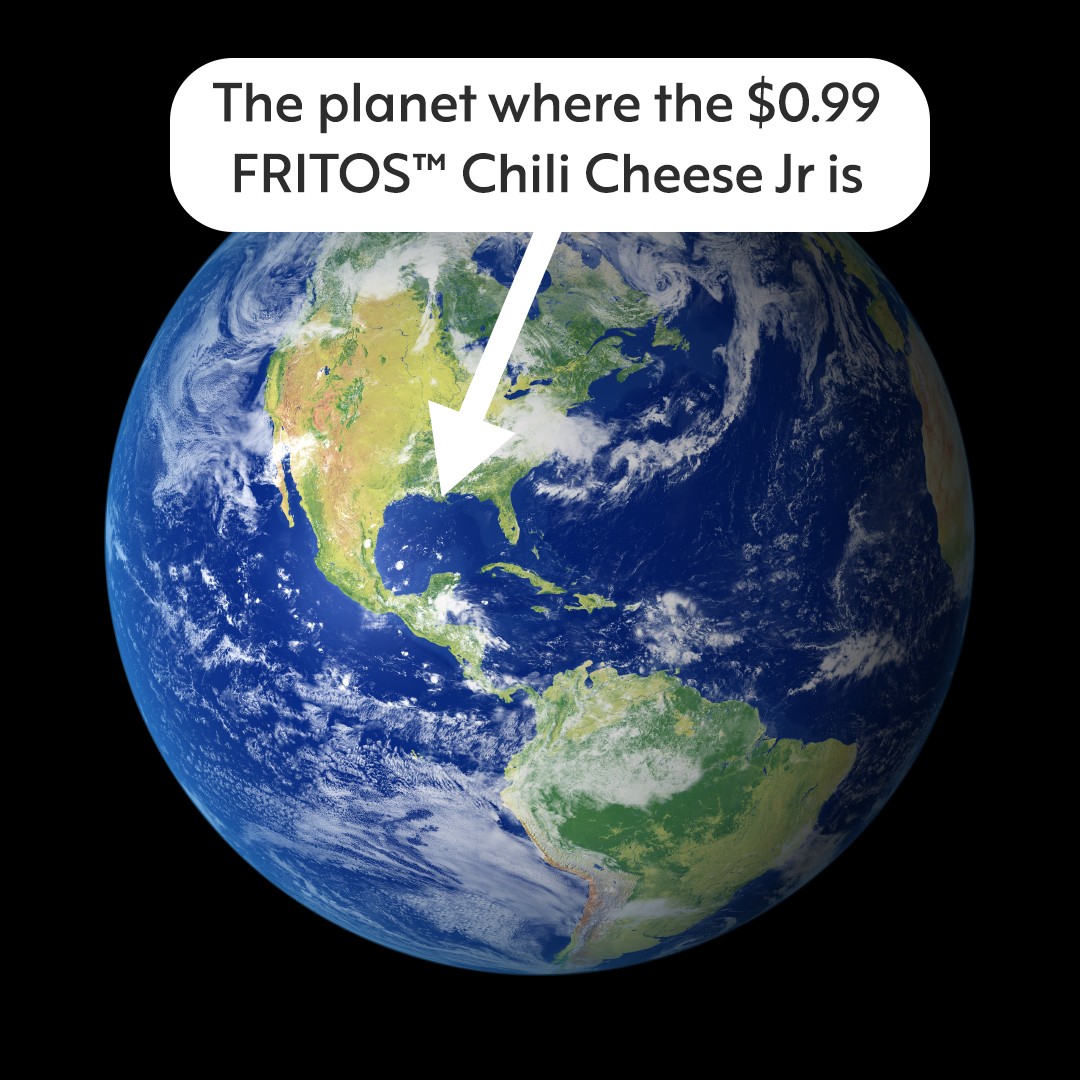 The planet where the $0.99
FRITOS™ Chili Cheese Jr is